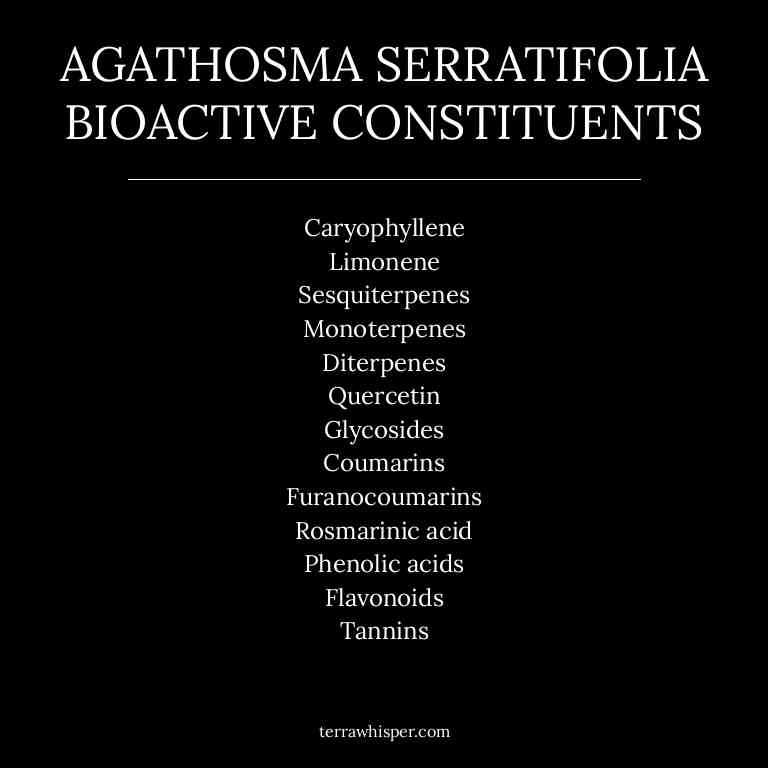 AGATHOSMA SERRATIFOLIA
BIOACTIVE CONSTITUENTS
Caryophyllene
Limonene
Sesquiterpenes
Monoterpenes
Diterpenes
Quercetin
Glycosides
Coumarins
Furanocoumarins
Rosmarinic acid
Phenolic acids
Flavonoids
Tannins
terrawhisper.com